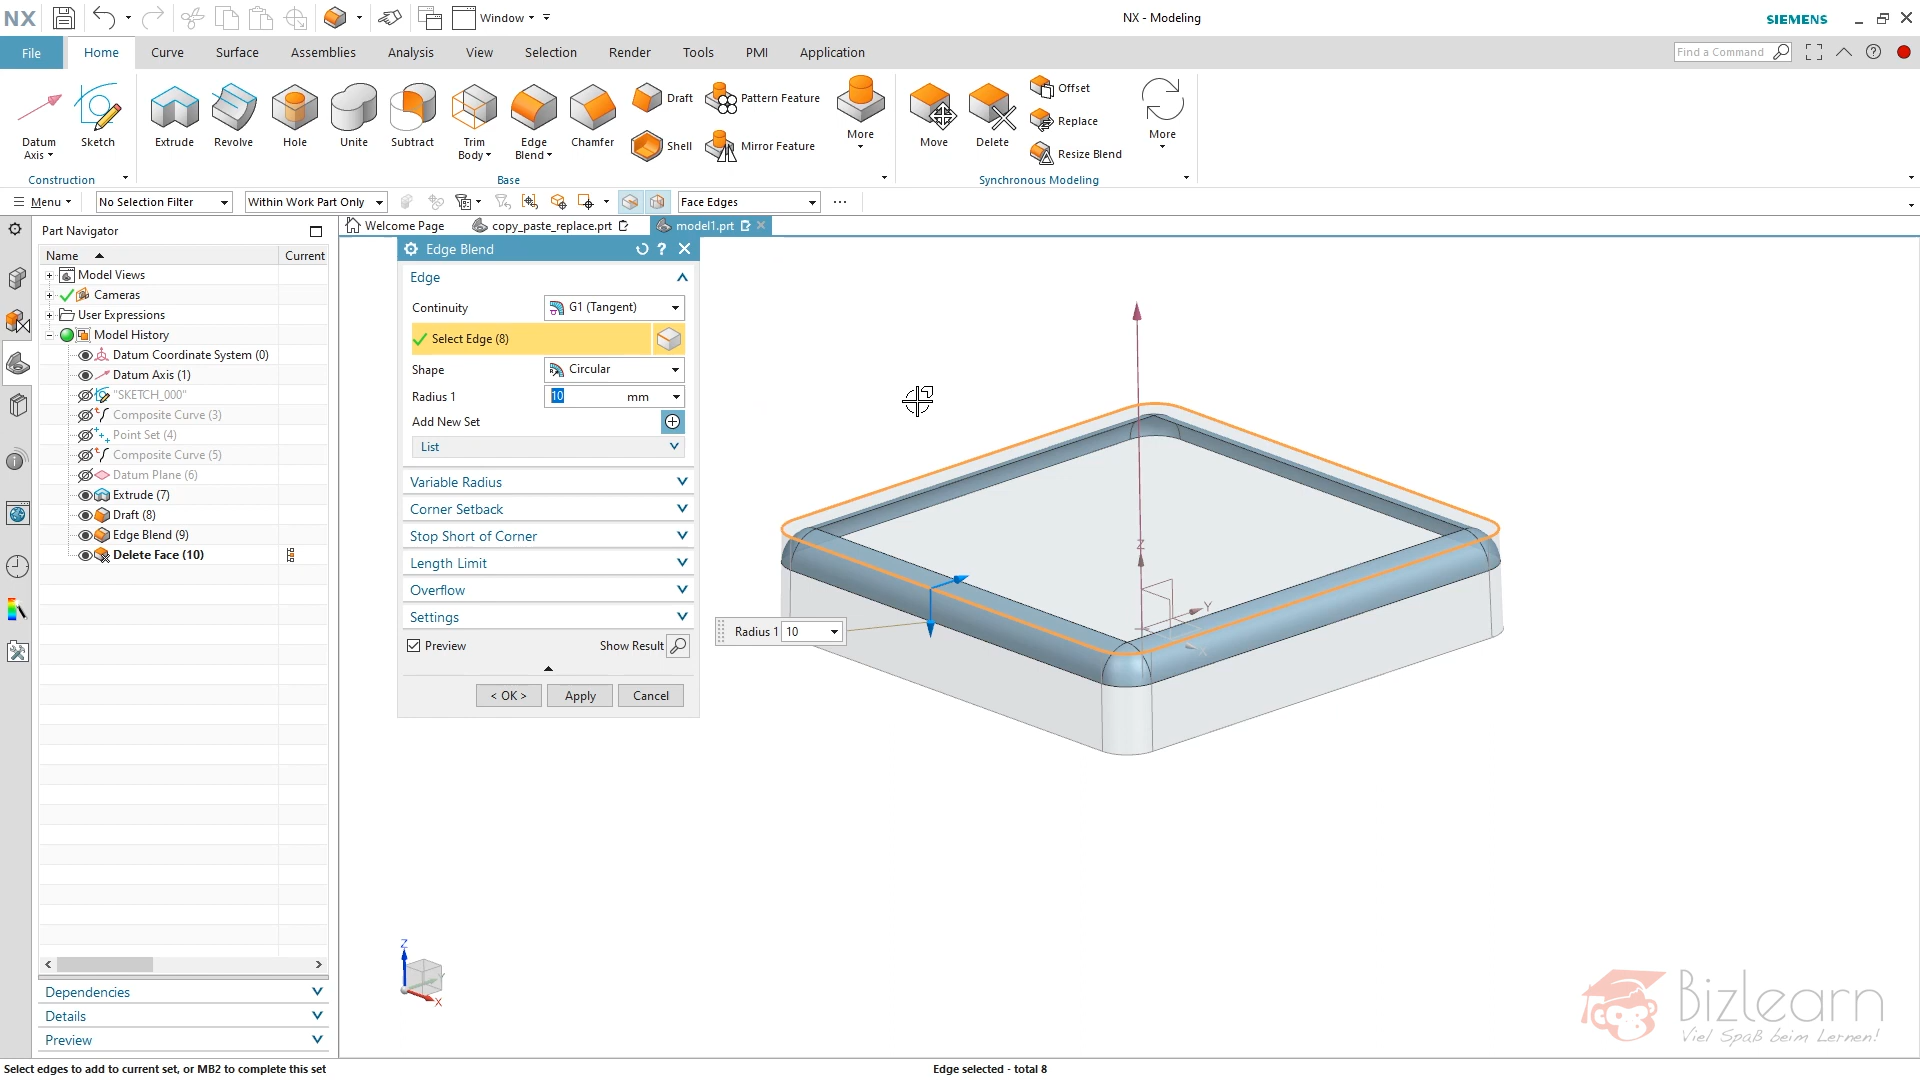 NX
Window
NX - Modeling
SIEMENS
File Home Curve Surface Assemblies Analysis View Selection Render Tools PMI Application
Find a Command
Datum Axis
Sketch
Extrude
Revolve
Hole
Unite
Subtract
Trim Body
Edge Blend
Chamfer
Draft
Shell
Pattern Feature
Mirror Feature
More
Move
Delete
Offset
Replace
Resize Blend
More
Construction
Base
Synchronous Modeling
Menu
No Selection Filter
Within Work Part Only
Face Edges
Part Navigator
Welcome Page
copy_paste_replace.prt
model1.prt
Name
Current
Model Views
Cameras
User Expressions
Model History
Datum Coordinate System (0)
Datum Axis (1)
"SKETCH_000"
Composite Curve (3)
Point Set (4)
Composite Curve (5)
Datum Plane (6)
Extrude (7)
Draft (8)
Edge Blend (9)
Delete Face (10)
Dependencies
Details
Preview
Edge Blend
Edge
Continuity
G1 (Tangent)
Select Edge (8)
Shape
Circular
Radius 1
10 mm
Add New Set
List
Variable Radius
Corner Setback
Stop Short of Corner
Length Limit
Overflow
Settings
Preview
Show Result
< OK >
Apply
Cancel
Radius 1 10
Z
Y
X
Z
X
Bizlearn
Viel Spaß beim Lernen!
Select edges to add to current set, or MB2 to complete this set
Edge selected - total 8